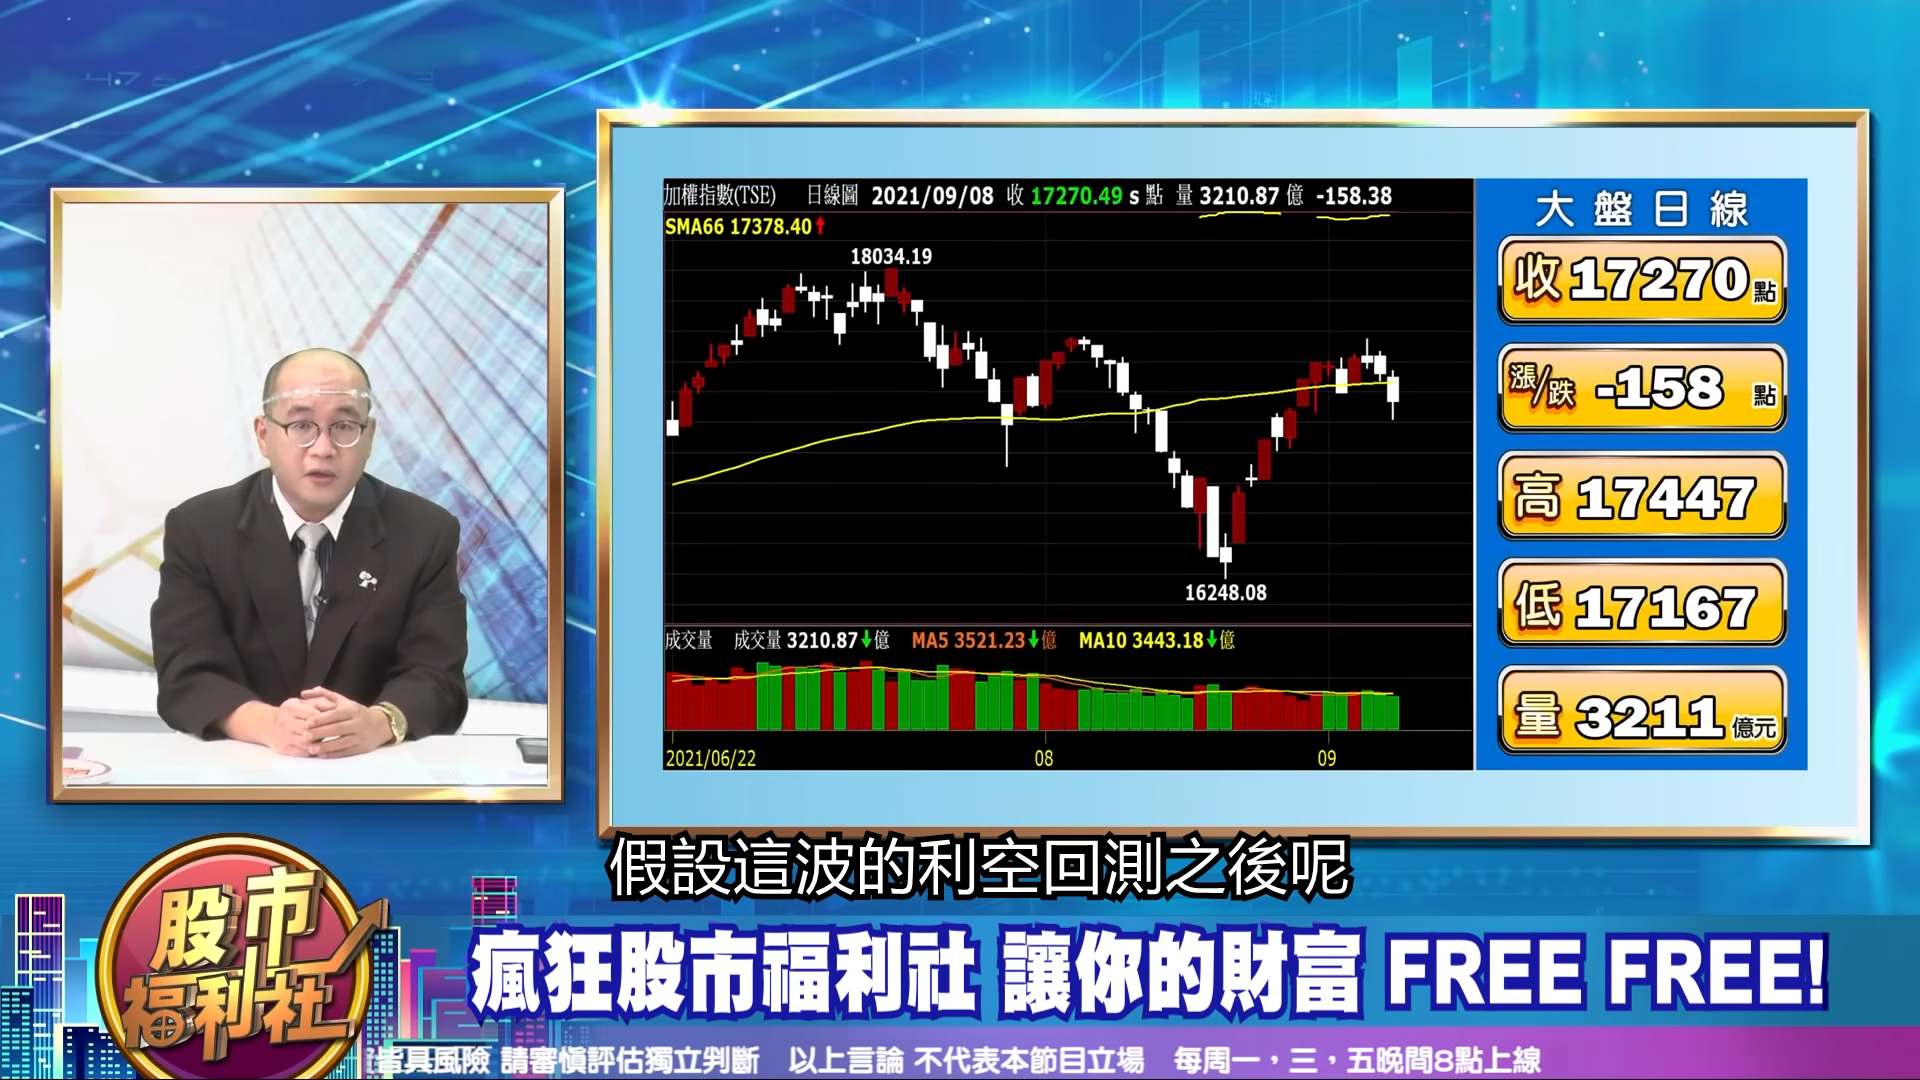 加權指數(TSE) 日線圖 2021/09/08 收 17270.49 s 點 量 3210.87 億 -158.38
SMA66 17378.40↑
18034.19
16248.08
成交量 成交量 3210.87↓億 MA5 3521.23↓億 MA10 3443.18↓億
2021/06/22 08 09
大盤日線
收 17270 點
漲/跌 -158 點
高 17447
低 17167
量 3211 億元
假設這波的利空回測之後呢
股市
福利社
瘋狂股市福利社 讓你的財富 FREE FREE!
皆具風險 請審慎評估獨立判斷 以上言論 不代表本節目立場 每周一，三，五晚間8點上線